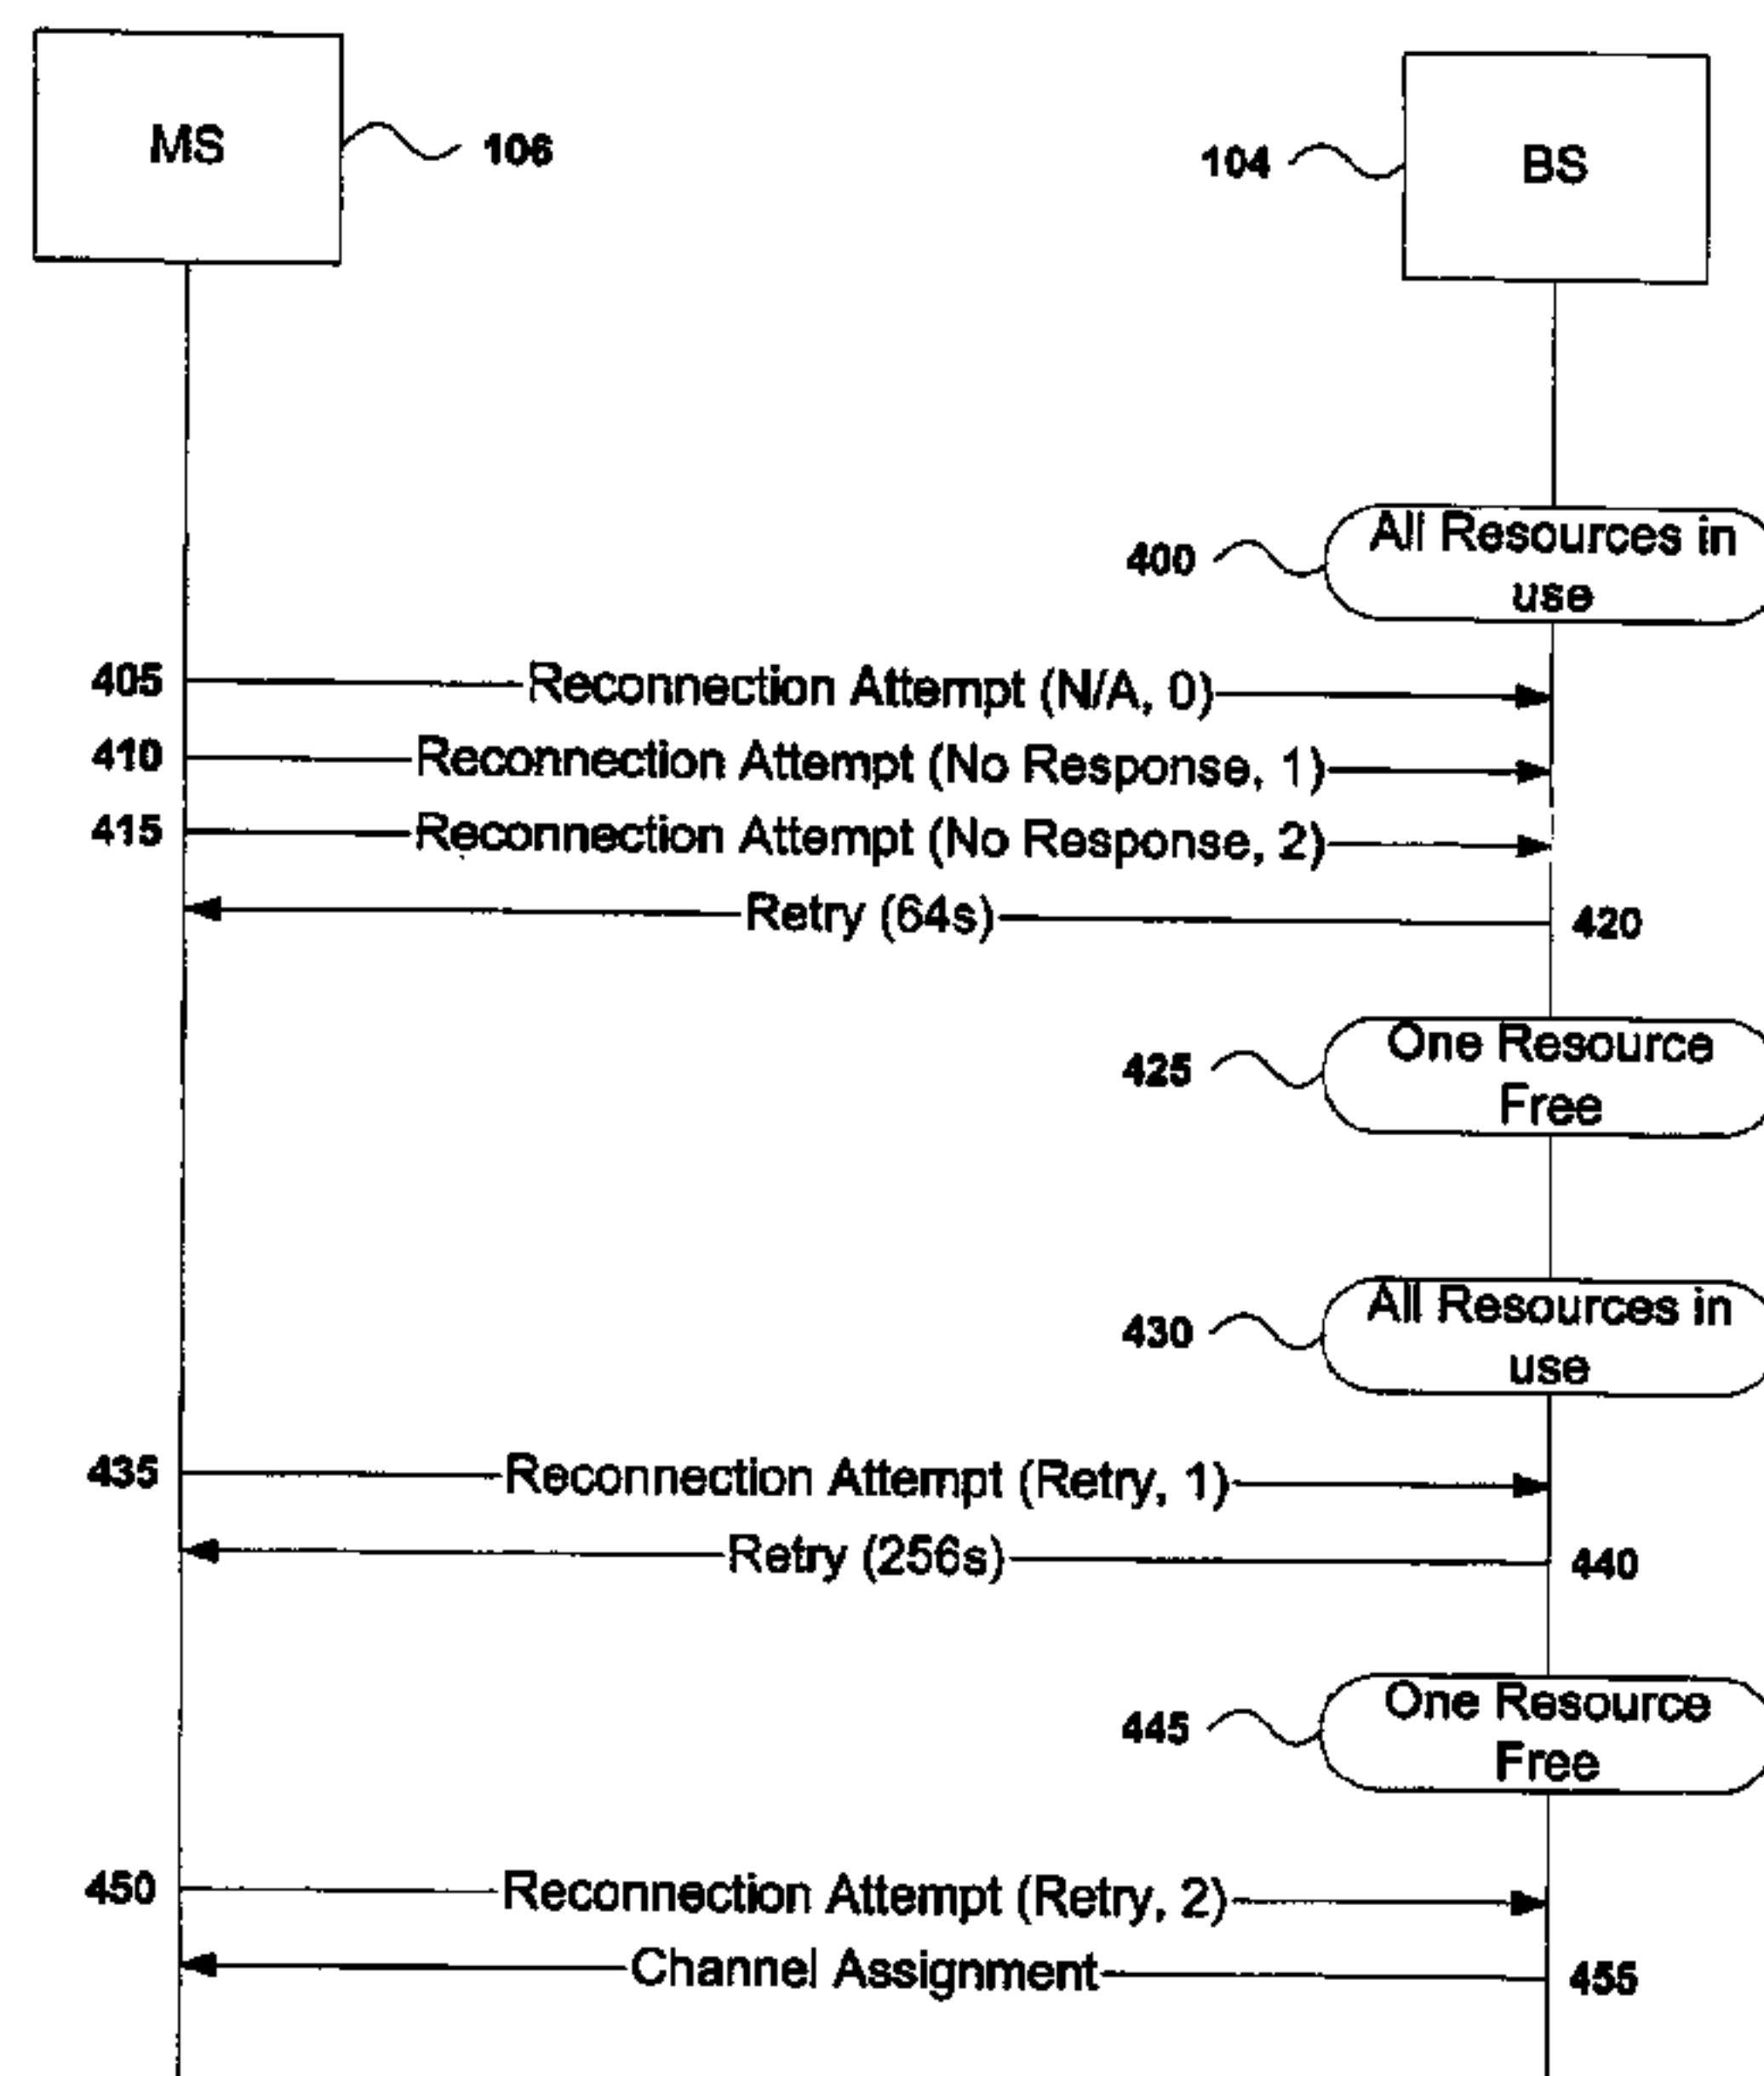 MS
106
104
BS
400
All Resources in
use
405
Reconnection Attempt (N/A, 0)
410
Reconnection Attempt (No Response, 1)
415
Reconnection Attempt (No Response, 2)
Retry (64s)
420
425
One Resource
Free
430
All Resources in
use
435
Reconnection Attempt (Retry, 1)
Retry (256s)
440
445
One Resource
Free
450
Reconnection Attempt (Retry, 2)
Channel Assignment
455